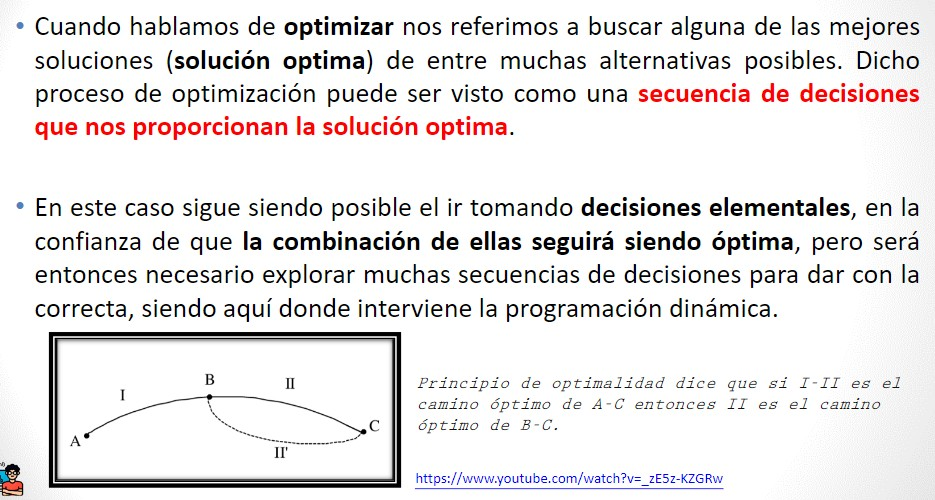 • Cuando hablamos de optimizar nos referimos a buscar alguna de las mejores
soluciones (solución optima) de entre muchas alternativas posibles. Dicho
proceso de optimización puede ser visto como una secuencia de decisiones
que nos proporcionan la solución optima.
• En este caso sigue siendo posible el ir tomando decisiones elementales, en la
confianza de que la combinación de ellas seguirá siendo óptima, pero será
entonces necesario explorar muchas secuencias de decisiones para dar con la
correcta, siendo aquí donde interviene la programación dinámica.
I
B
II
A
C
II'
Principio de optimalidad dice que si I-II es el
camino óptimo de A-C entonces II es el camino
óptimo de B-C.
https://www.youtube.com/watch?v=_zE5z-KZGRw